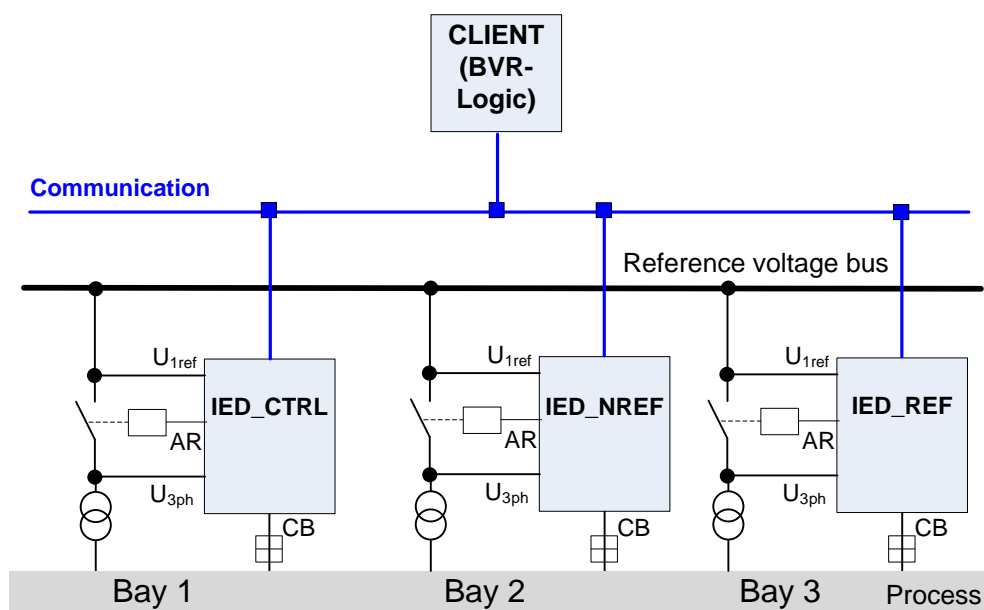 CLIENT
(BVR-
Logic)
Communication
Reference voltage bus
U1ref
IED_CTRL
AR
U3ph
CB
U1ref
IED_NREF
AR
U3ph
CB
U1ref
IED_REF
AR
U3ph
CB
Bay 1
Bay 2
Bay 3
Process